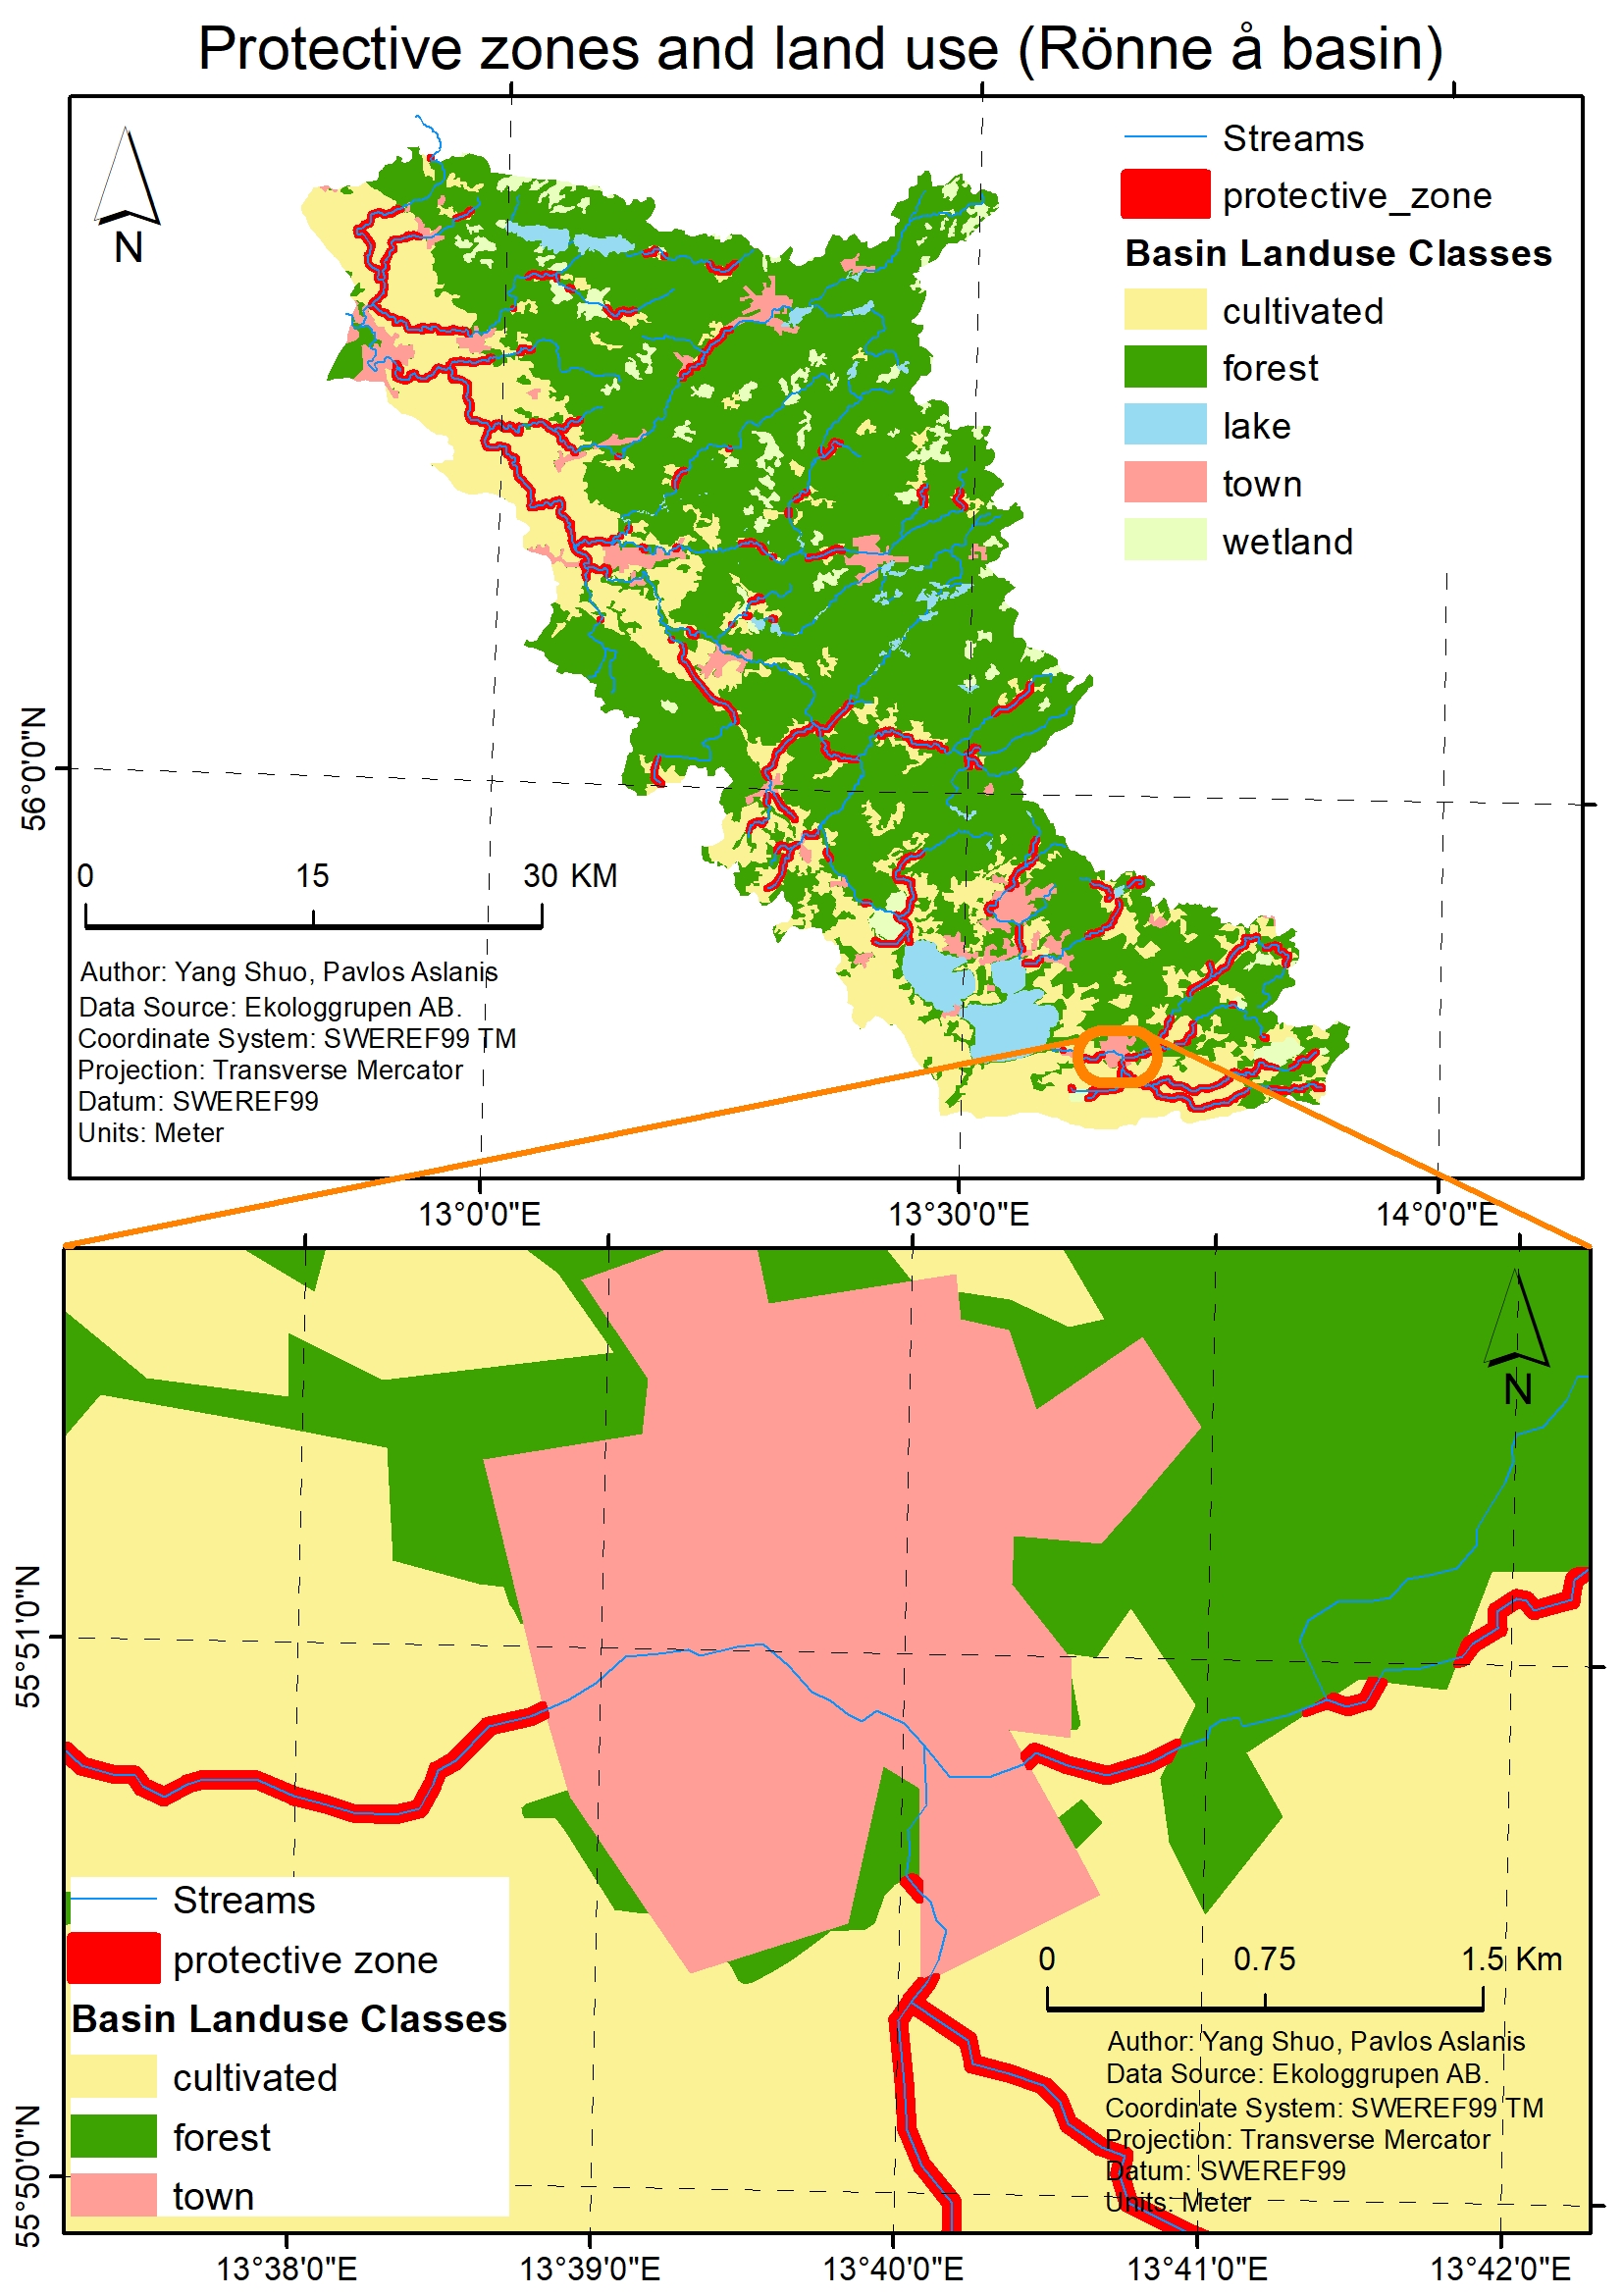 Protective zones and land use (Rönne å basin)
N
Streams
protective_zone
Basin Landuse Classes
cultivated
forest
lake
town
wetland
56°0'0"N
0 15 30 KM
Author: Yang Shuo, Pavlos Aslanis
Data Source: Ekologgrupen AB.
Coordinate System: SWEREF99 TM
Projection: Transverse Mercator
Datum: SWEREF99
Units: Meter
13°0'0"E 13°30'0"E 14°0'0"E
N
55°51'0"N
Streams
protective zone
Basin Landuse Classes
cultivated
forest
town
0 0.75 1.5 Km
Author: Yang Shuo, Pavlos Aslanis
Data Source: Ekologgrupen AB.
Coordinate System: SWEREF99 TM
Projection: Transverse Mercator
Datum: SWEREF99
Units: Meter
55°50'0"N
13°38'0"E 13°39'0"E 13°40'0"E 13°41'0"E 13°42'0"E